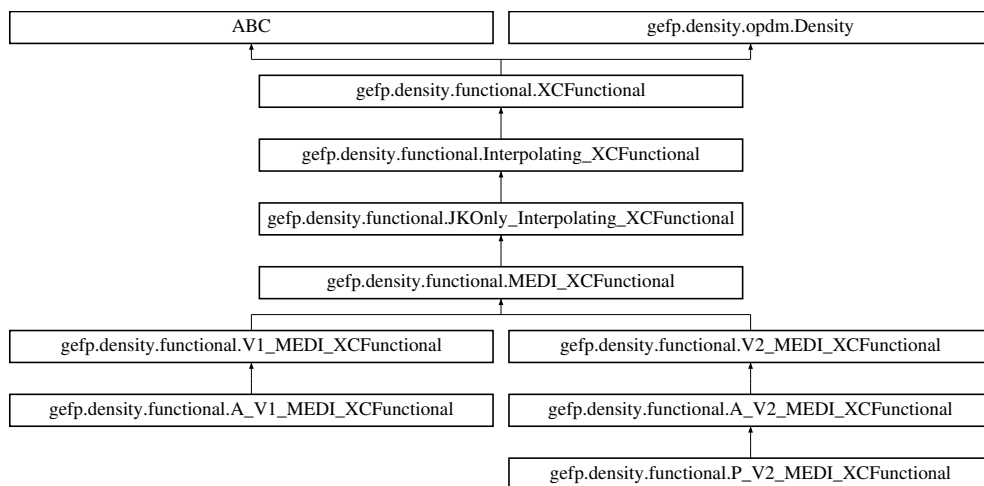 ABC
gefp.density.opdm.Density
gefp.density.functional.XCFunctional
gefp.density.functional.Interpolating_XCFunctional
gefp.density.functional.JKOnly_Interpolating_XCFunctional
gefp.density.functional.MEDI_XCFunctional
gefp.density.functional.V1_MEDI_XCFunctional
gefp.density.functional.V2_MEDI_XCFunctional
gefp.density.functional.A_V1_MEDI_XCFunctional
gefp.density.functional.A_V2_MEDI_XCFunctional
gefp.density.functional.P_V2_MEDI_XCFunctional